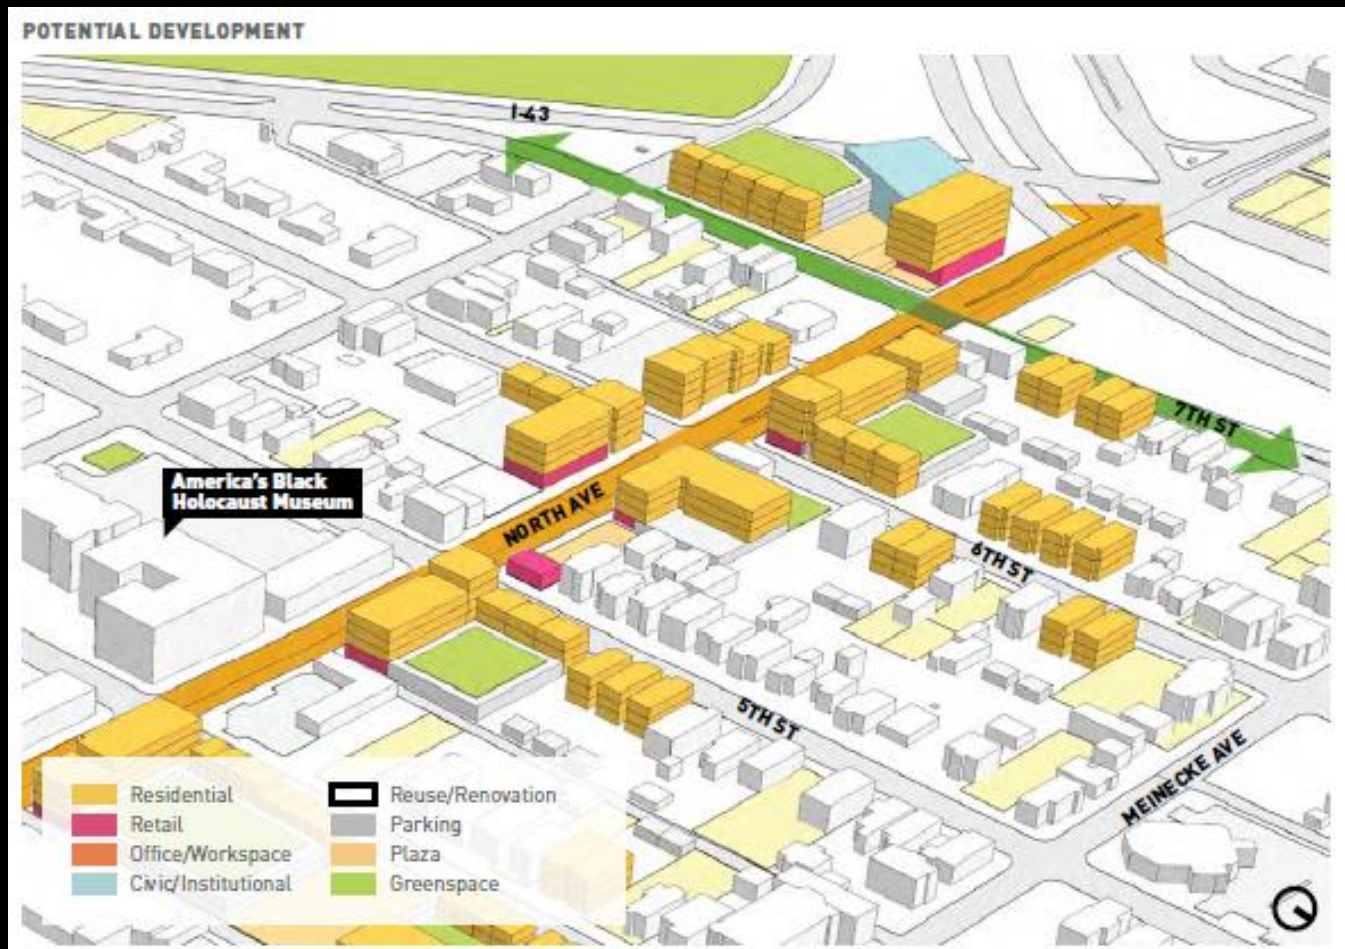 POTENTIAL DEVELOPMENT
I-43
7TH ST
America's Black
Holocaust Museum
NORTH AVE
6TH ST
5TH ST
MEINECKE AVE
Residential
Retail
Office/Workspace
Civic/Institutional
Reuse/Renovation
Parking
Plaza
Greenspace